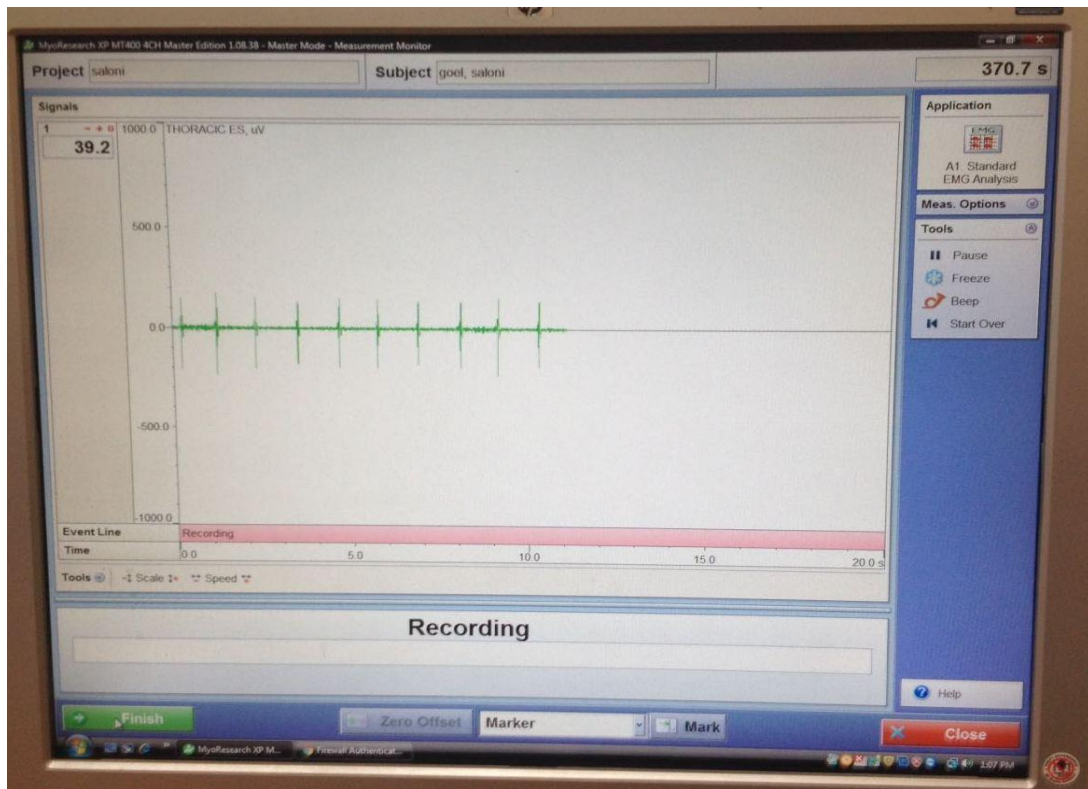 MyoResearch XP MT400 4CH Master Edition 1.08.38 - Master Mode - Measurement Monitor
Project saloni Subject goel, saloni 370.7 s
Signals
1 1000.0 THORACIC ES, uV
39.2
500.0
0.0
-500.0
-1000.0
Event Line Recording
Time 0.0 5.0 10.0 15.0 20.0 s
Tools Scale Speed
Recording
Finish Zero Offset Marker Mark Close
Application
EMG
A1. Standard
EMG Analysis
Meas. Options
Tools
Pause
Freeze
Beep
Start Over
Help
MyoResearch XP M... Firewall Authenticat... 1:07 PM